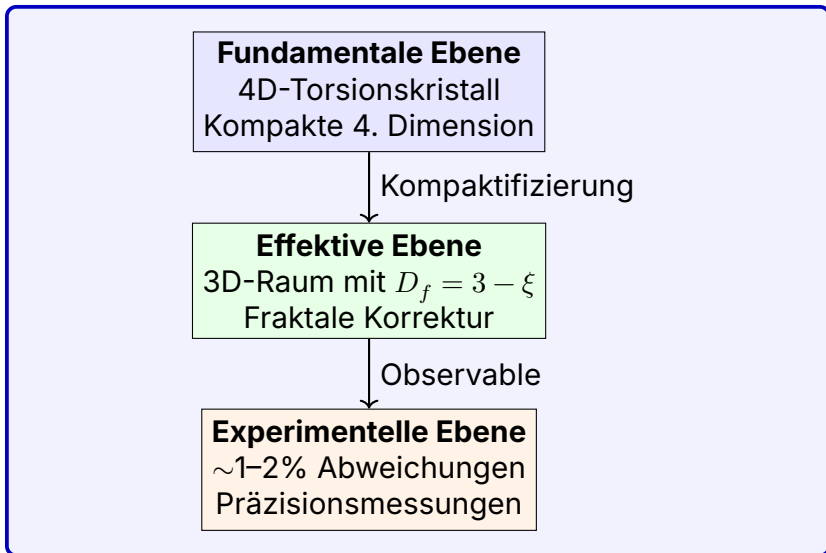 Fundamentale Ebene
4D-Torsionskristall
Kompakte 4. Dimension
Kompaktifizierung
Effektive Ebene
3D-Raum mit D_f = 3 − ξ
Fraktale Korrektur
Observable
Experimentelle Ebene
∼1–2% Abweichungen
Präzisionsmessungen